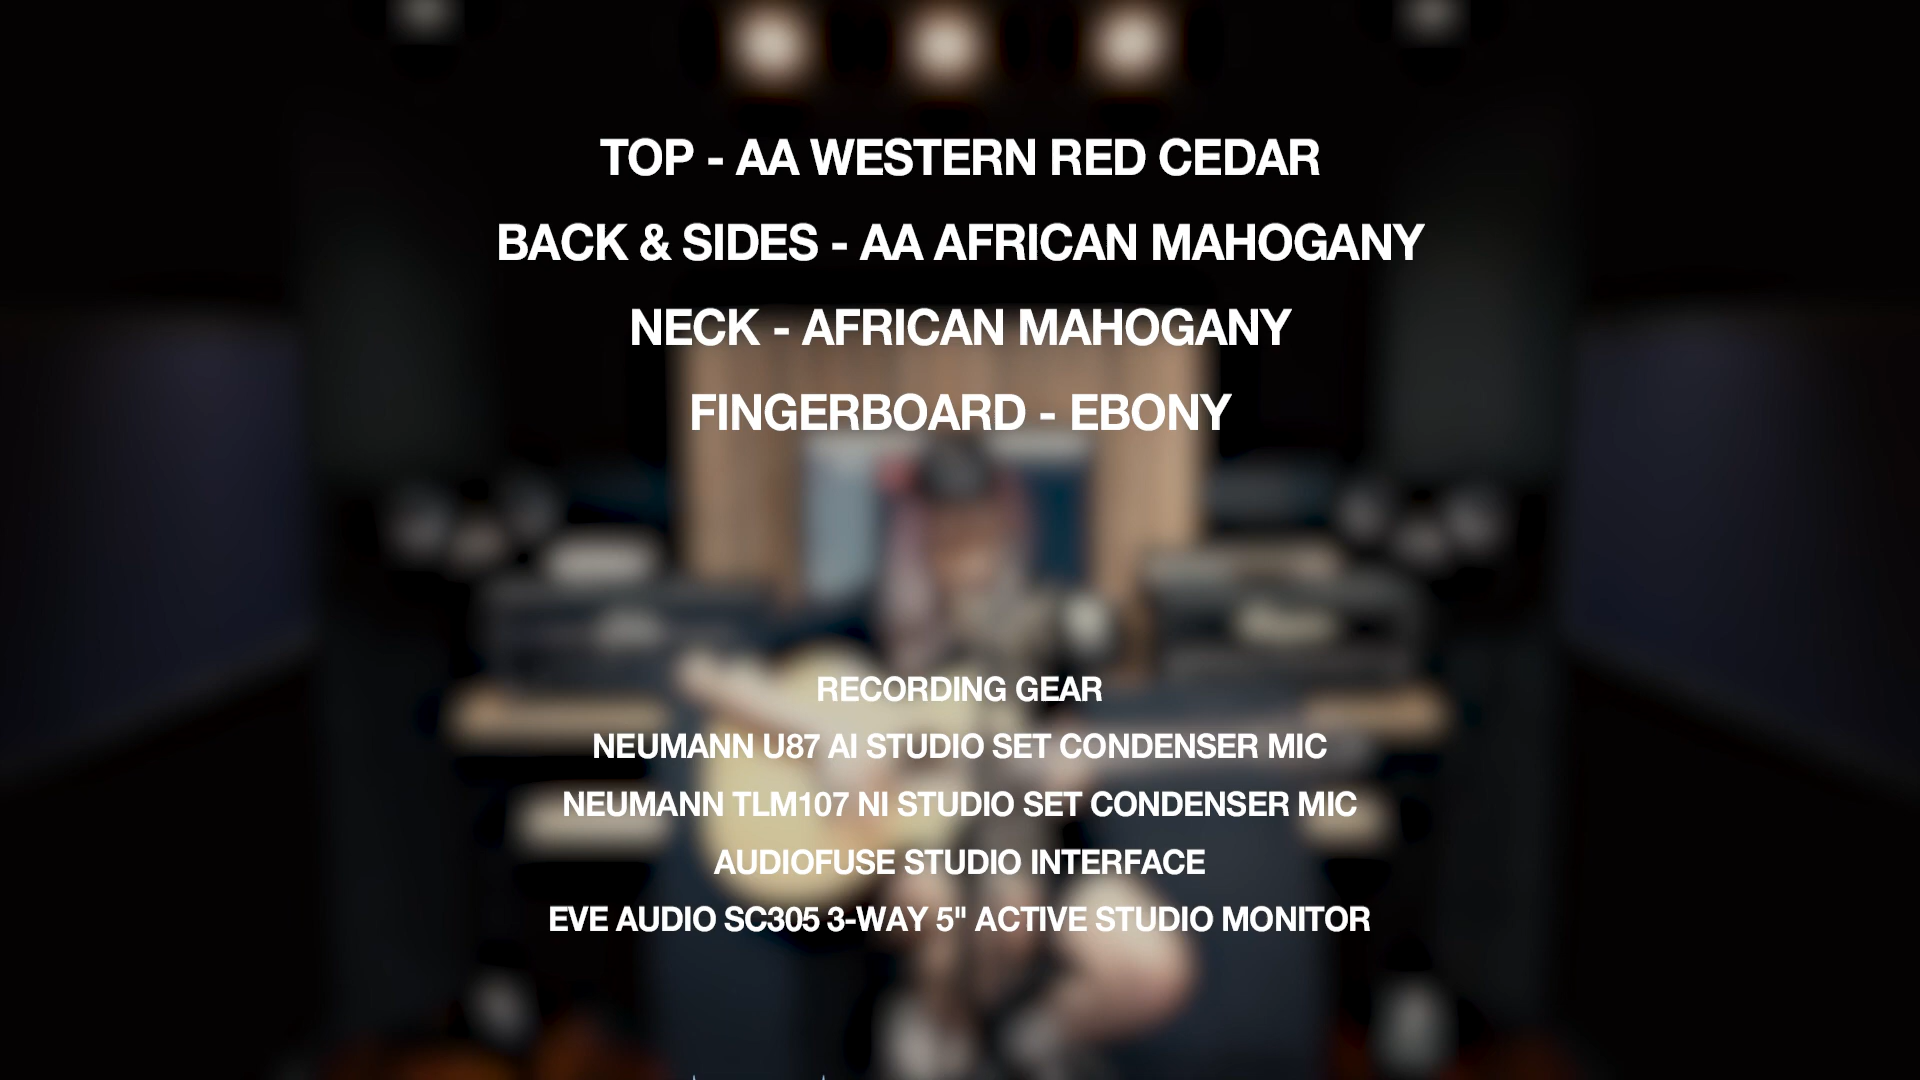 TOP - AA WESTERN RED CEDAR
BACK & SIDES - AA AFRICAN MAHOGANY
NECK - AFRICAN MAHOGANY
FINGERBOARD - EBONY
RECORDING GEAR
NEUMANN U87 AI STUDIO SET CONDENSER MIC
NEUMANN TLM107 NI STUDIO SET CONDENSER MIC
AUDIOFUSE STUDIO INTERFACE
EVE AUDIO SC305 3-WAY 5" ACTIVE STUDIO MONITOR